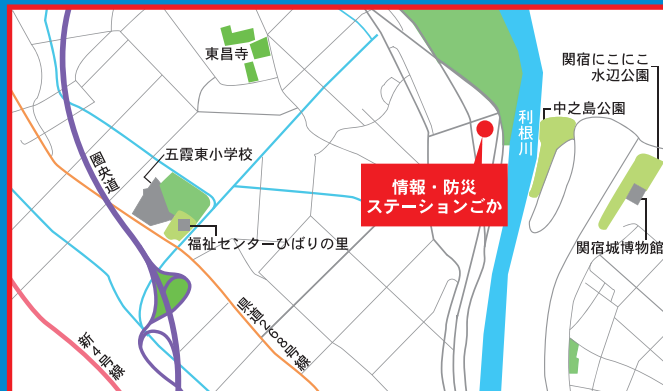 東昌寺
関宿にこにこ
水辺公園
中之島公園
利根川
五霞東小学校
圏央道
情報・防災
ステーションごか
福祉センターひばりの里
関宿城博物館
県道268号線
新4号線